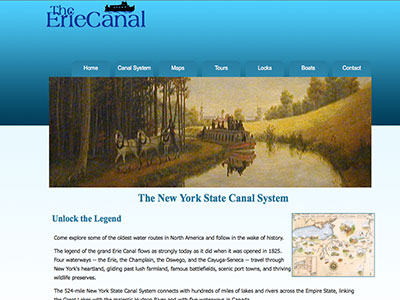 The
ErieCanal
Home Canal System Maps Tours Locks Boats Contact
The New York State Canal System
Unlock the Legend
Come explore some of the oldest water routes in North America and follow in the wake of history.
The legend of the grand Erie Canal flows as strongly today as it did when it was opened in 1825.
Four waterways -- the Erie, the Champlain, the Oswego, and the Cayuga-Seneca -- travel through
New York's heartland, gliding past lush farmland, famous battlefields, scenic port towns, and thriving
wildlife preserves.
The 524-mile New York State Canal System connects with hundreds of miles of lakes and rivers across the Empire State, linking
the Great Lakes with the majestic Hudson River and with five waterways in Canada.